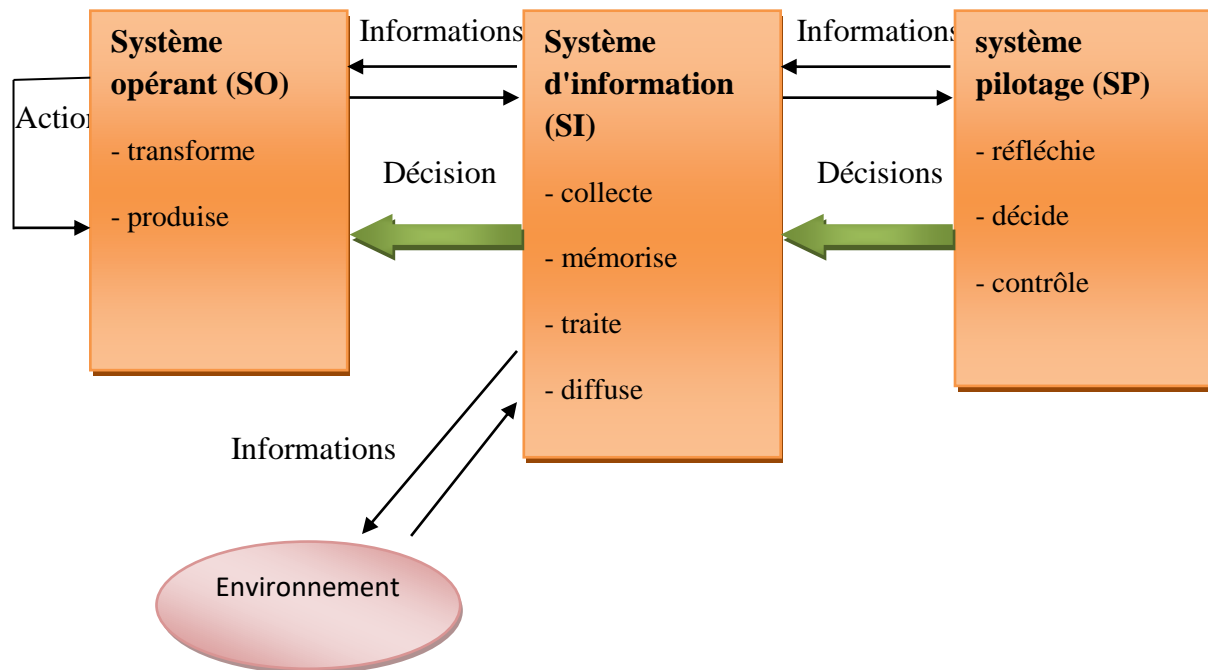 Système
opérant (SO)
- transforme
- produise
Action
Informations
Décision
Système
d'information
(SI)
- collecte
- mémorise
- traite
- diffuse
Informations
Décisions
système
pilotage (SP)
- réfléchie
- décide
- contrôle
Informations
Environnement